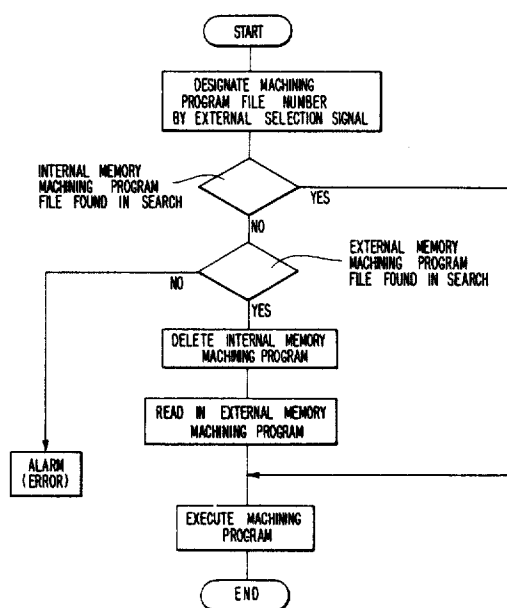 START
DESIGNATE MACHINING
PROGRAM FILE NUMBER
BY EXTERNAL SELECTION SIGNAL
INTERNAL MEMORY
MACHINING PROGRAM
FILE FOUND IN SEARCH
YES
NO
EXTERNAL MEMORY
MACHINING PROGRAM
FILE FOUND IN SEARCH
NO
YES
DELETE INTERNAL MEMORY
MACHINING PROGRAM
READ IN EXTERNAL MEMORY
MACHINING PROGRAM
ALARM
(ERROR)
EXECUTE MACHINING
PROGRAM
END